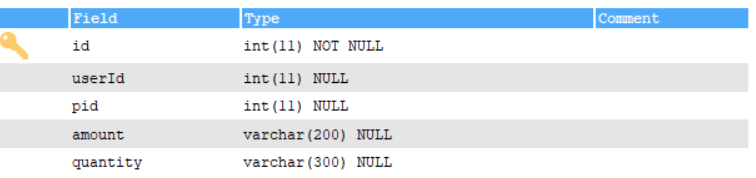 Field Type Comment
id int(11) NOT NULL
userId int(11) NULL
pid int(11) NULL
amount varchar(200) NULL
quantity varchar(300) NULL